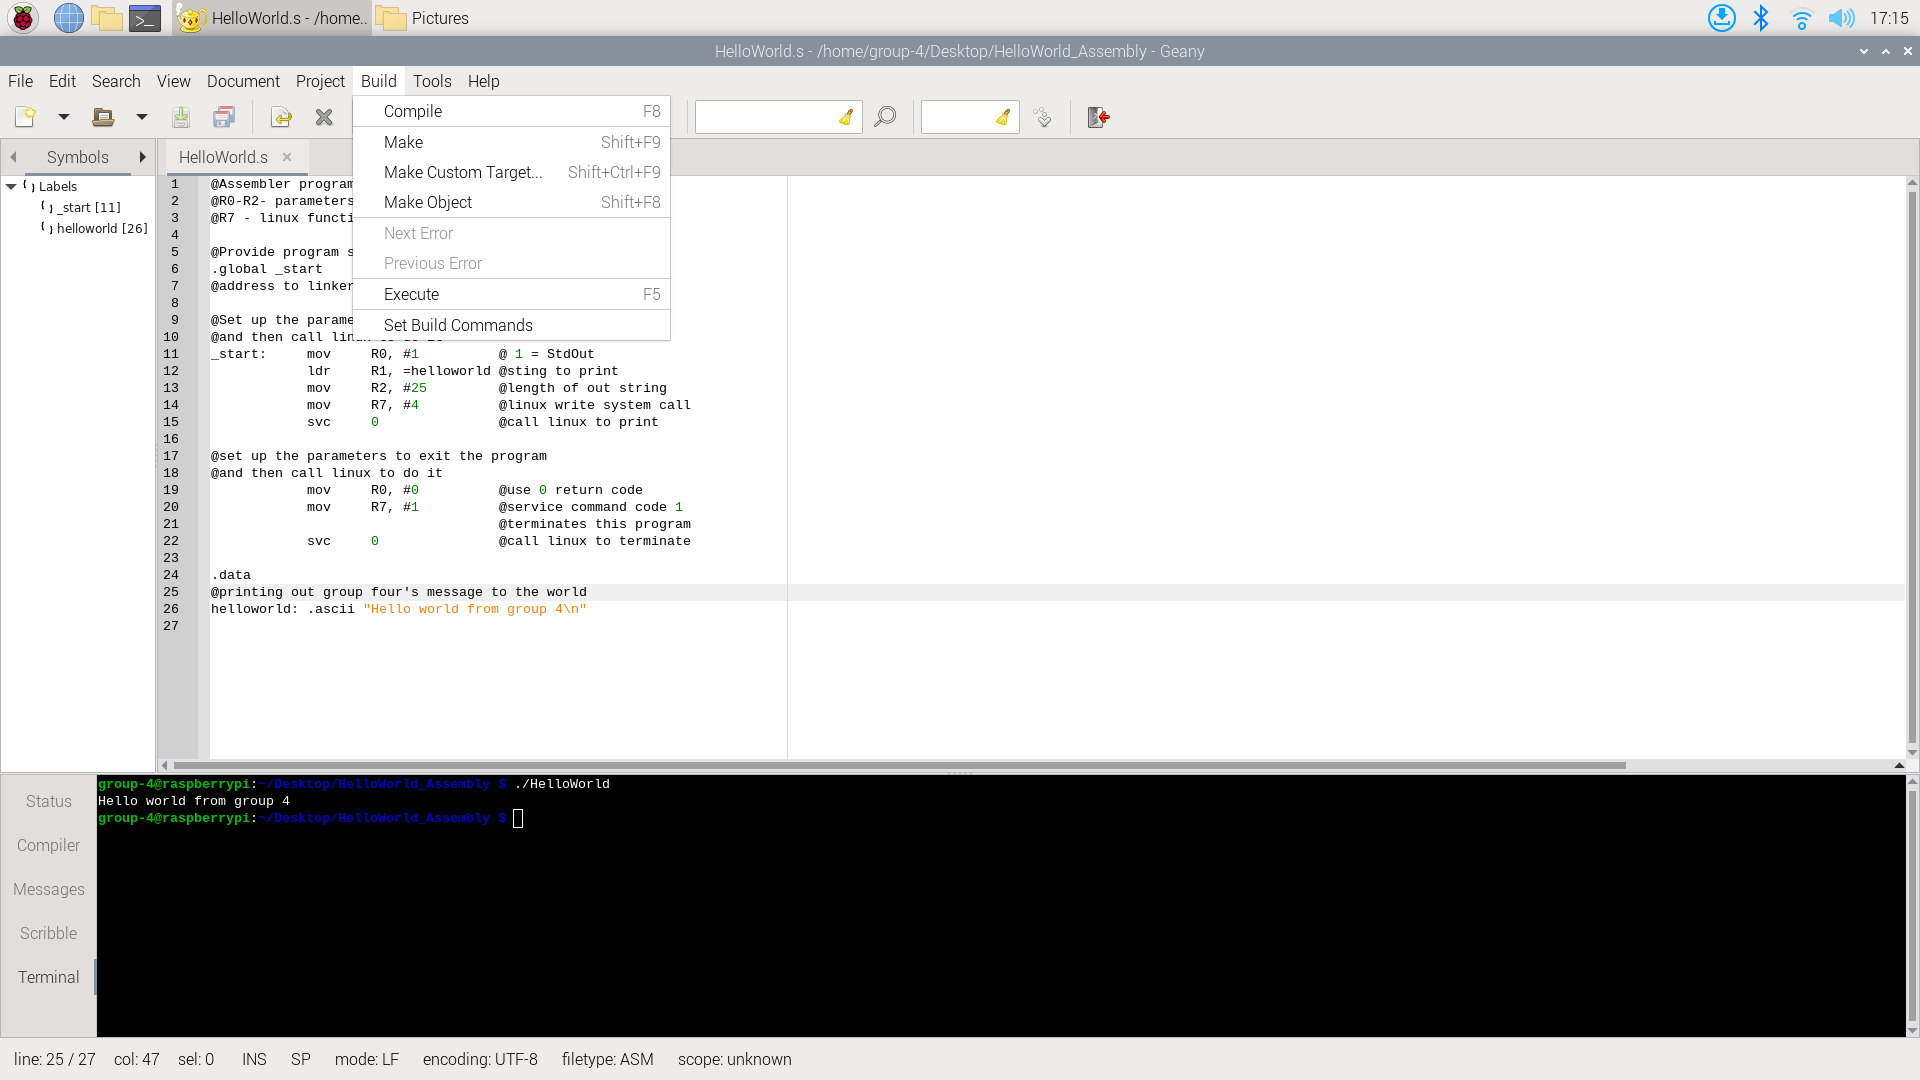 HelloWorld.s - /home..
Pictures
17:15
HelloWorld.s - /home/group-4/Desktop/HelloWorld_Assembly - Geany
File Edit Search View Document Project Build Tools Help
Compile F8
Make Shift+F9
Make Custom Target... Shift+Ctrl+F9
Make Object Shift+F8
Next Error
Previous Error
Execute F5
Set Build Commands
Symbols
Labels
_start [11]
helloworld [26]
HelloWorld.s
1 @Assembler program
2 @R0-R2- parameters
3 @R7 - linux functi
4
5 @Provide program s
6 .global _start
7 @address to linker
8
9 @Set up the parame
10 @and then call linux to do it
11 _start: mov R0, #1 @ 1 = StdOut
12 ldr R1, =helloworld @sting to print
13 mov R2, #25 @length of out string
14 mov R7, #4 @linux write system call
15 svc 0 @call linux to print
16
17 @set up the parameters to exit the program
18 @and then call linux to do it
19 mov R0, #0 @use 0 return code
20 mov R7, #1 @service command code 1
21 @terminates this program
22 svc 0 @call linux to terminate
23
24 .data
25 @printing out group four's message to the world
26 helloworld: .ascii "Hello world from group 4\n"
27
Status
Compiler
Messages
Scribble
Terminal
group-4@raspberrypi:~/Desktop/HelloWorld_Assembly $ ./HelloWorld
Hello world from group 4
group-4@raspberrypi:~/Desktop/HelloWorld_Assembly $
line: 25 / 27 col: 47 sel: 0 INS SP mode: LF encoding: UTF-8 filetype: ASM scope: unknown